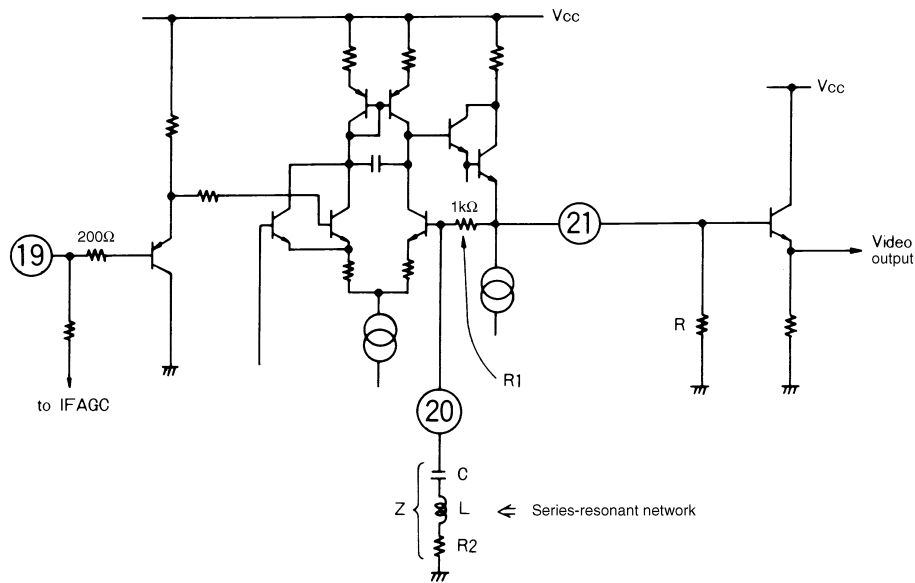 Vcc
Vcc
1kΩ
21
Video
output
19
200Ω
R
to IFAGC
R1
20
C
Z
L
Series-resonant network
R2